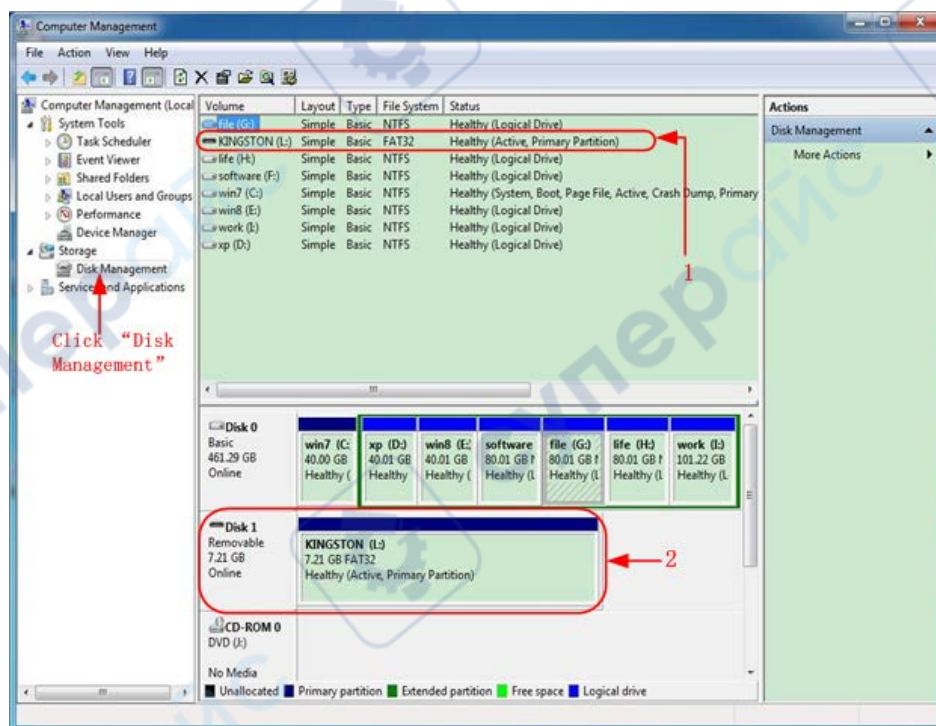 Computer Management
File Action View Help
Computer Management (Local
System Tools
Task Scheduler
Event Viewer
Shared Folders
Local Users and Groups
Performance
Device Manager
Storage
Disk Management
Services and Applications
Click “Disk
Management”
Volume Layout Type File System Status
file (G:) Simple Basic NTFS Healthy (Logical Drive)
KINGSTON (L:) Simple Basic FAT32 Healthy (Active, Primary Partition)
life (H:) Simple Basic NTFS Healthy (Logical Drive)
software (F:) Simple Basic NTFS Healthy (Logical Drive)
win7 (C:) Simple Basic NTFS Healthy (System, Boot, Page File, Active, Crash Dump, Primary
win8 (E:) Simple Basic NTFS Healthy (Logical Drive)
work (I:) Simple Basic NTFS Healthy (Logical Drive)
xp (D:) Simple Basic NTFS Healthy (Logical Drive)
1
Actions
Disk Management
More Actions
Disk 0
Basic
461.29 GB
Online
win7 (C: xp (D:) win8 (E: software file (G:) life (H:) work (I:)
40.00 GB 40.01 GB 40.01 GB 80.01 GB N 80.01 GB N 80.01 GB N 101.22 GB
Healthy ( Healthy Healthy ( Healthy (L Healthy (L Healthy (L Healthy (L
Disk 1
Removable
7.21 GB
Online
KINGSTON (L:)
7.21 GB FAT32
Healthy (Active, Primary Partition)
2
CD-ROM 0
DVD (J:)
No Media
Unallocated Primary partition Extended partition Free space Logical drive
суперайс